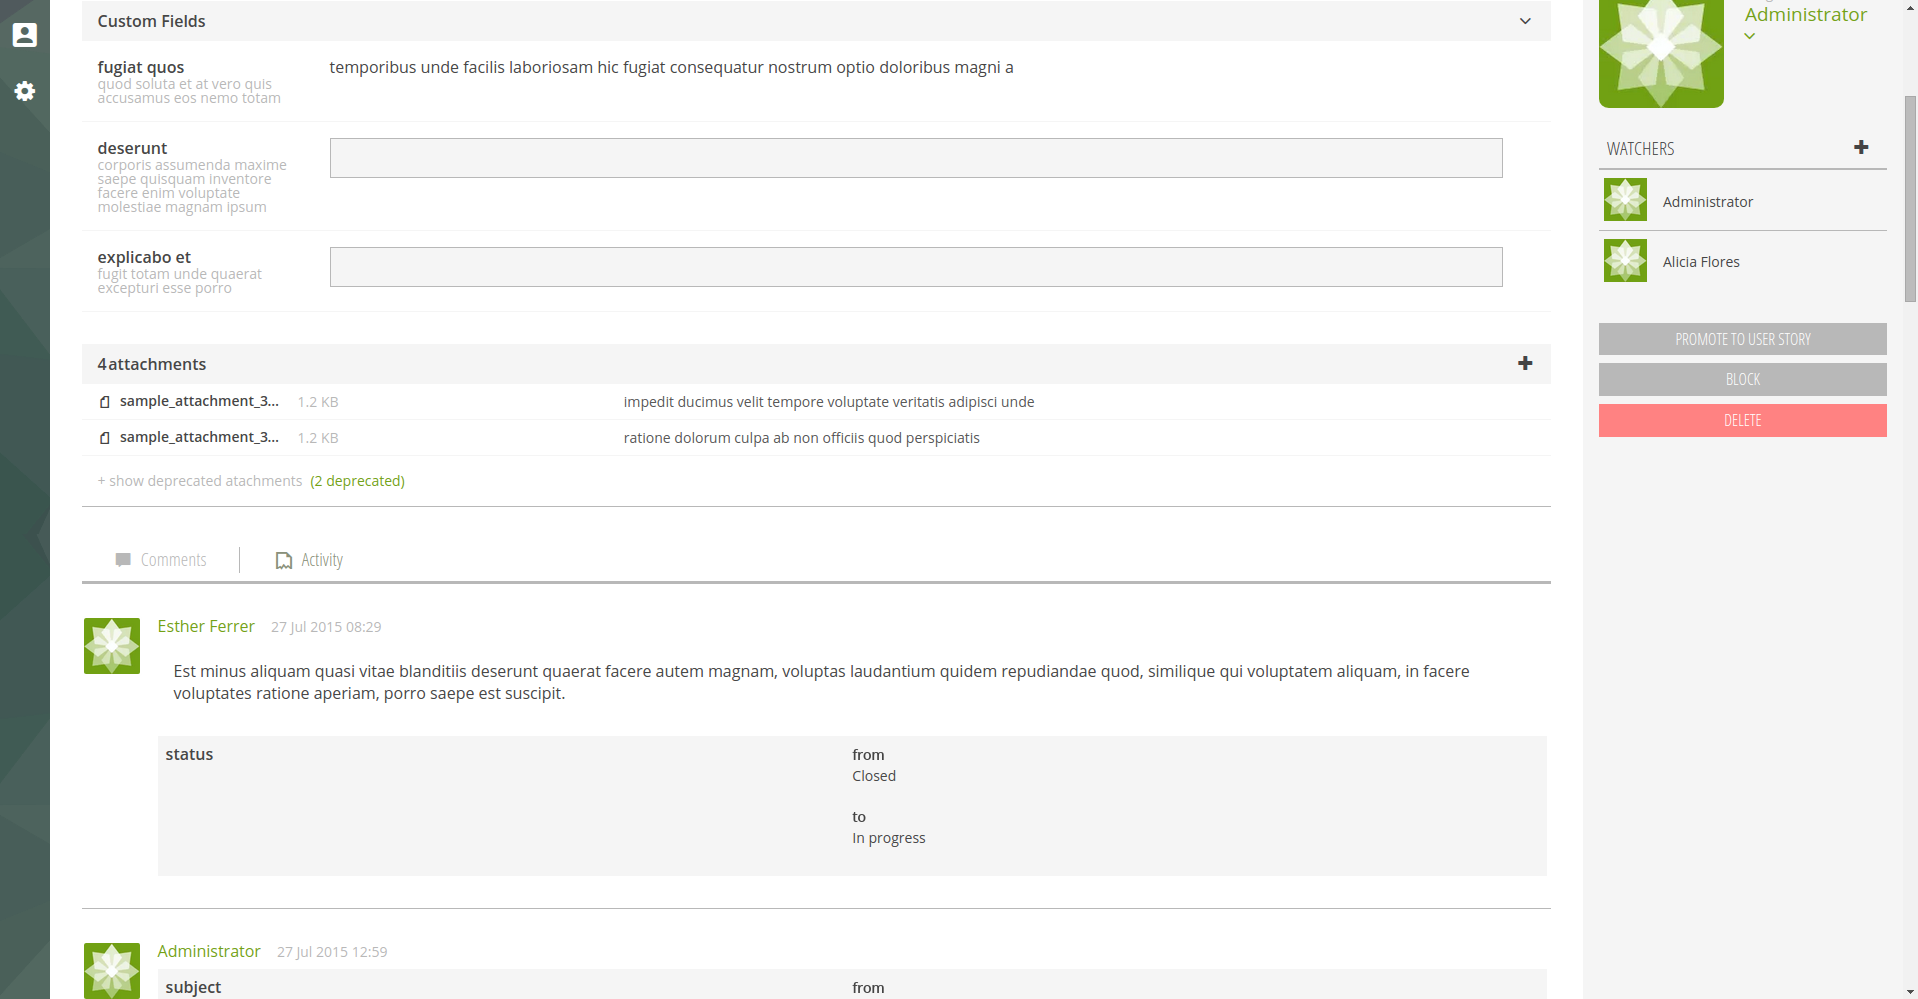 Custom Fields
fugiat quos
quod soluta et at vero quis
accusamus eos nemo totam
temporibus unde facilis laboriosam hic fugiat consequatur nostrum optio doloribus magni a
deserunt
corporis assumenda maxime
saepe quisquam inventore
facere enim voluptate
molestiae magnam ipsum
explicabo et
fugit totam unde quaerat
excepturi esse porro
4 attachments
sample_attachment_3... 1.2 KB impedit ducimus velit tempore voluptate veritatis adipisci unde
sample_attachment_3... 1.2 KB ratione dolorum culpa ab non officiis quod perspiciatis
+ show deprecated atachments (2 deprecated)
Comments
Activity
Esther Ferrer 27 Jul 2015 08:29
Est minus aliquam quasi vitae blanditiis deserunt quaerat facere autem magnam, voluptas laudantium quidem repudiandae quod, similique qui voluptatem aliquam, in facere
voluptates ratione aperiam, porro saepe est suscipit.
status
from
Closed
to
In progress
Administrator 27 Jul 2015 12:59
subject
from
Administrator
WATCHERS
Administrator
Alicia Flores
PROMOTE TO USER STORY
BLOCK
DELETE